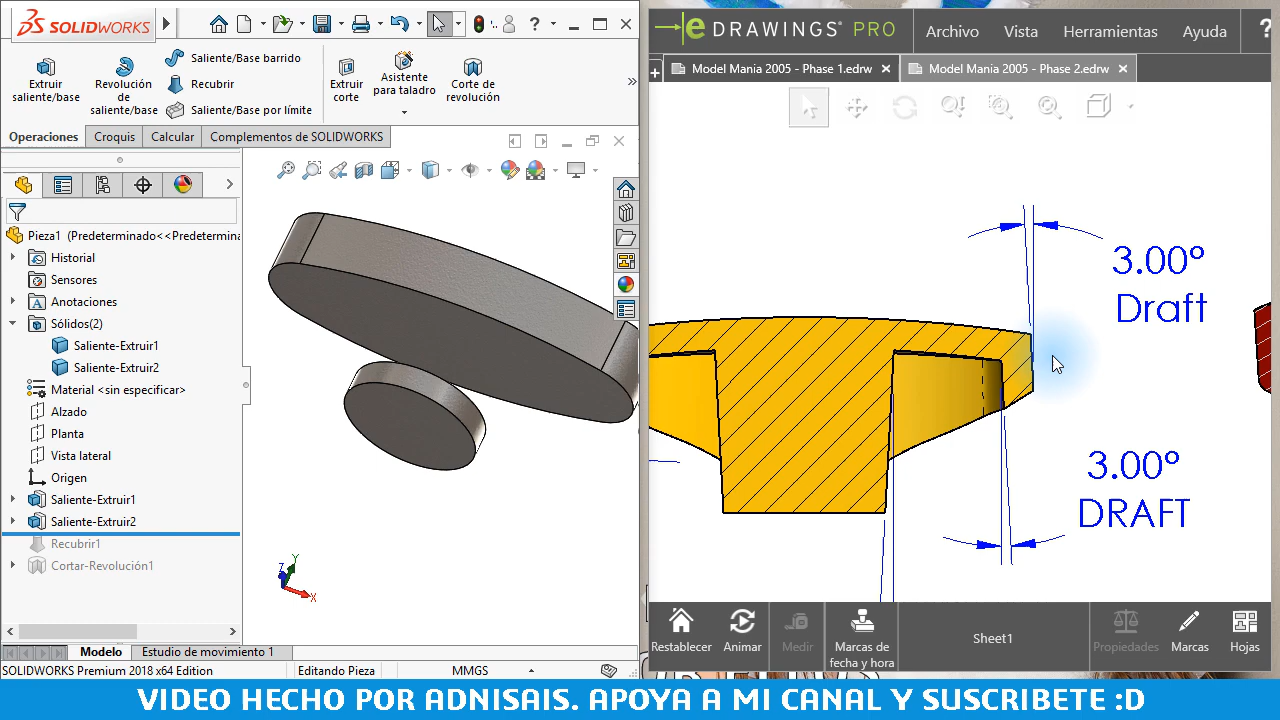 SOLIDWORKS
Extruir
saliente/base
Revolución
de
saliente/base
Saliente/Base barrido
Recubrir
Saliente/Base por límite
Extruir
corte
Asistente
para taladro
Corte de
revolución
Operaciones
Croquis
Calcular
Complementos de SOLIDWORKS
Pieza1 (Predeterminado<<Predetermina
Historial
Sensores
Anotaciones
Sólidos(2)
Saliente-Extruir1
Saliente-Extruir2
Material <sin especificar>
Alzado
Planta
Vista lateral
Origen
Saliente-Extruir1
Saliente-Extruir2
Recubrir1
Cortar-Revolución1
Y
Z
X
Modelo
Estudio de movimiento 1
SOLIDWORKS Premium 2018 x64 Edition
Editando Pieza
MMGS
eDRAWINGS® PRO
Archivo
Vista
Herramientas
Ayuda
?
Model Mania 2005 - Phase 1.edrw
Model Mania 2005 - Phase 2.edrw
3.00°
Draft
3.00°
DRAFT
Restablecer
Animar
Medir
Marcas de
fecha y hora
Sheet1
Propiedades
Marcas
Hojas
VIDEO HECHO POR ADNISAIS. APOYA A MI CANAL Y SUSCRIBETE :D